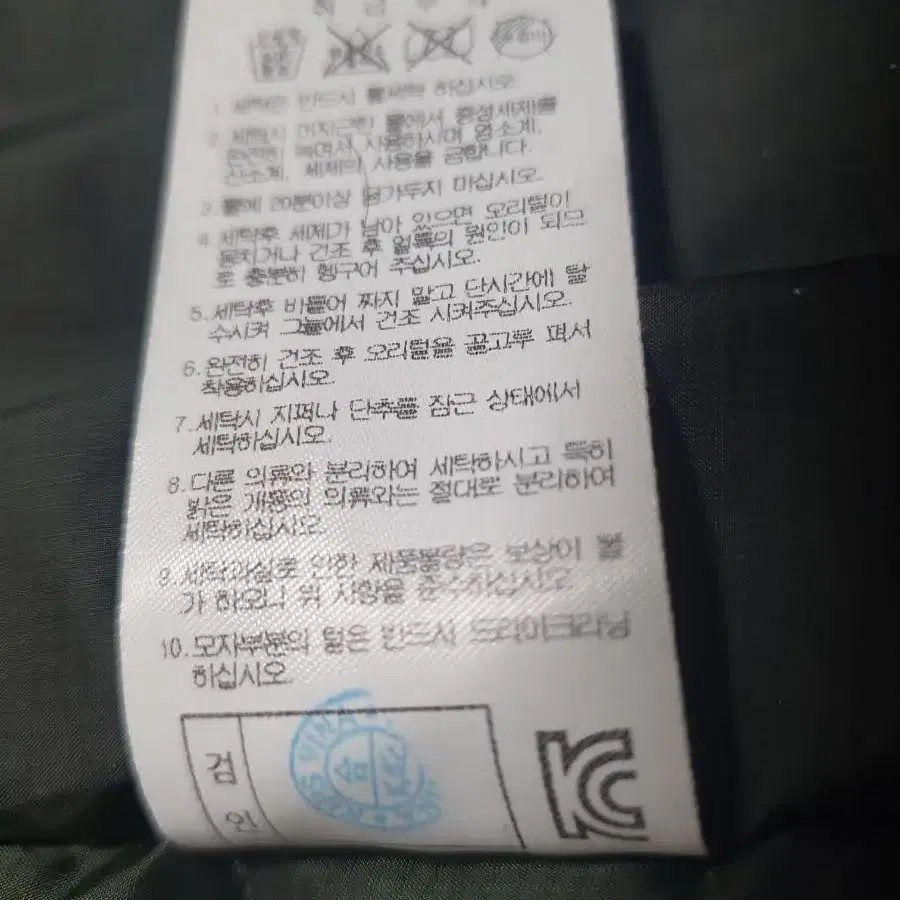 취급주의
1. 세탁은 반드시 물세탁 하십시오.
2. 세탁시 미지근한 물에서 중성세제를
완전히 녹여서 사용하시며 염소계,
산소계, 세제의 사용을 금합니다.
3. 물에 20분이상 담가두지 마십시오.
4. 세탁후 세제가 남아 있으면 오리털이
뭉치거나 건조 후 얼룩의 원인이 되므
로 충분히 헹구어 주십시오.
5. 세탁후 비틀어 짜지 말고 단시간에 탈
수시켜 그늘에서 건조 시켜주십시오.
6. 완전히 건조 후 오리털을 골고루 펴서
착용하십시오.
7. 세탁시 지퍼나 단추를 잠근 상태에서
세탁하십시오.
8. 다른 의류와 분리하여 세탁하시고 특히
밝은 계통의 의류와는 절대로 분리하여
세탁하십시오.
9. 세탁과실로 인한 제품불량은 보상이 불
가 하오니 위 사항을 준수하십시오.
10. 모자부분의 털은 반드시 드라이크리닝
하십시오.
검
인
합